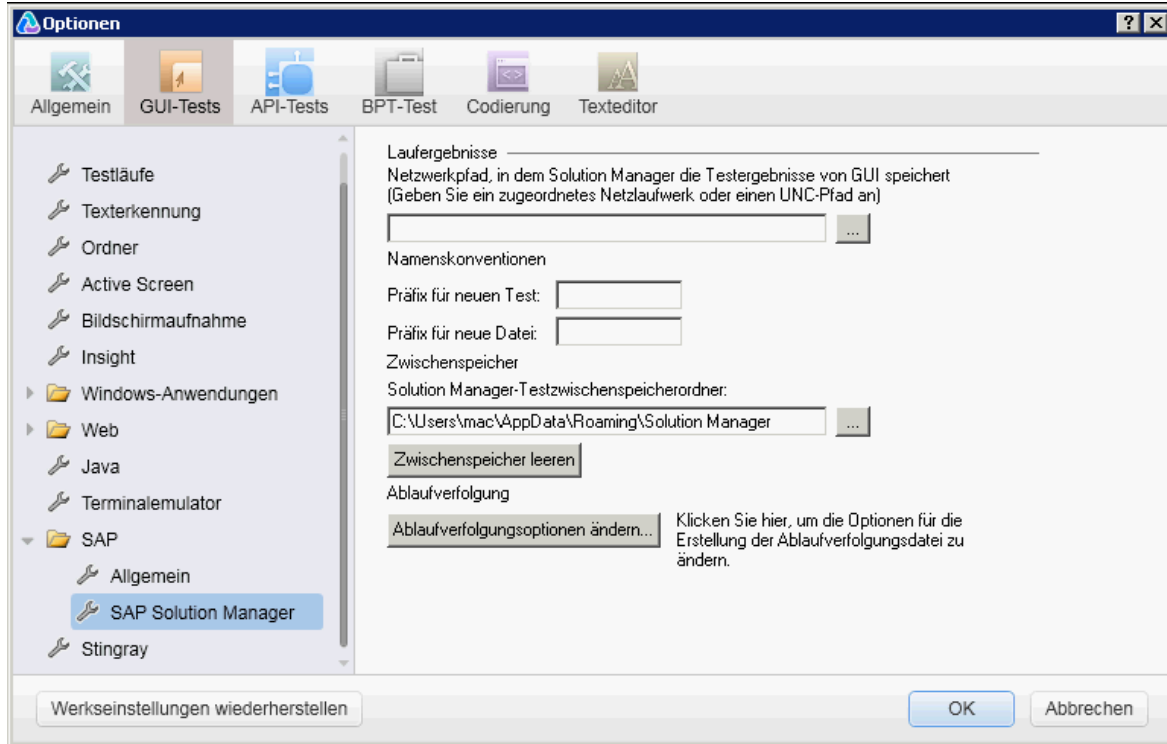 Optionen
Allgemein
GUI-Tests
API-Tests
BPT-Test
Codierung
Texteditor
Testläufe
Texterkennung
Ordner
Active Screen
Bildschirmaufnahme
Insight
Windows-Anwendungen
Web
Java
Terminalemulator
SAP
Allgemein
SAP Solution Manager
Stingray
Laufergebnisse
Netzwerkpfad, in dem Solution Manager die Testergebnisse von GUI speichert
(Geben Sie ein zugeordnetes Netzlaufwerk oder einen UNC-Pfad an)
...
Namenskonventionen
Präfix für neuen Test:
Präfix für neue Datei:
Zwischenspeicher
Solution Manager-Testzwischenspeicherordner:
C:\Users\mac\AppData\Roaming\Solution Manager
...
Zwischenspeicher leeren
Ablaufverfolgung
Ablaufverfolgungsoptionen ändern...
Klicken Sie hier, um die Optionen für die
Erstellung der Ablaufverfolgungsdatei zu
ändern.
Werkseinstellungen wiederherstellen
OK
Abbrechen